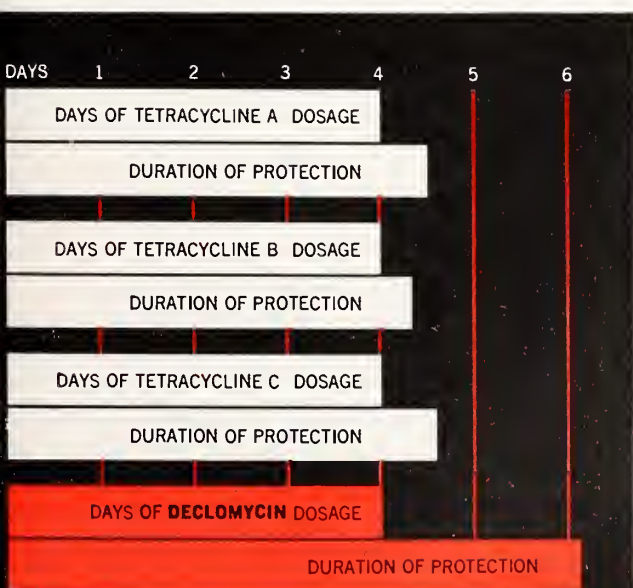 DAYS 1 2 3 4 5 6
DAYS OF TETRACYCLINE A DOSAGE
DURATION OF PROTECTION
DAYS OF TETRACYCLINE B DOSAGE
DURATION OF PROTECTION
DAYS OF TETRACYCLINE C DOSAGE
DURATION OF PROTECTION
DAYS OF DECLOMYCIN DOSAGE
DURATION OF PROTECTION